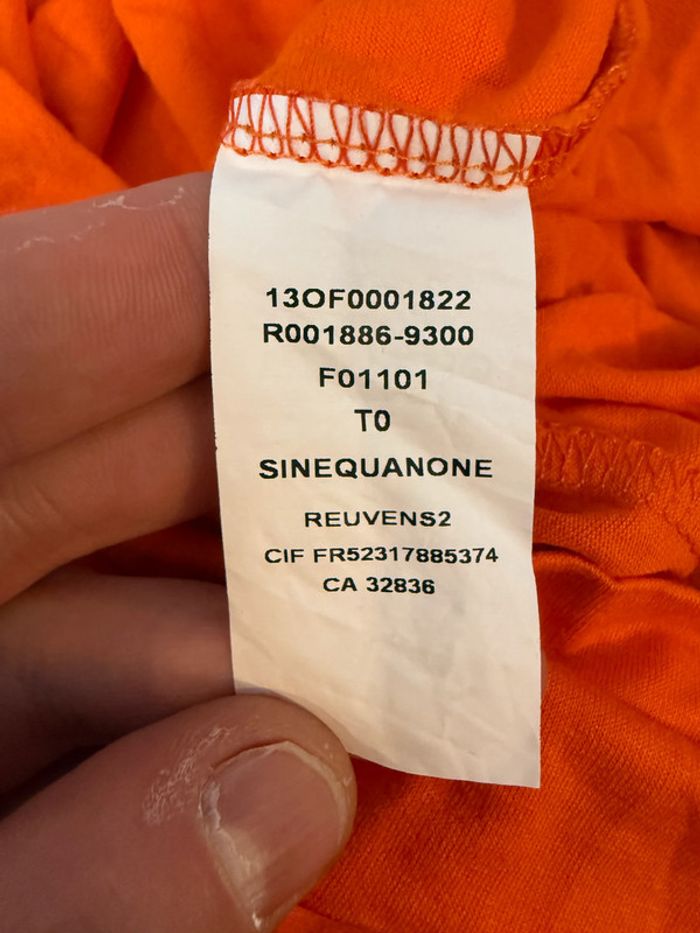 13OF0001822
R001886-9300
F01101
T0
SINEQUANONE
REUVENS2
CIF FR52317885374
CA 32836